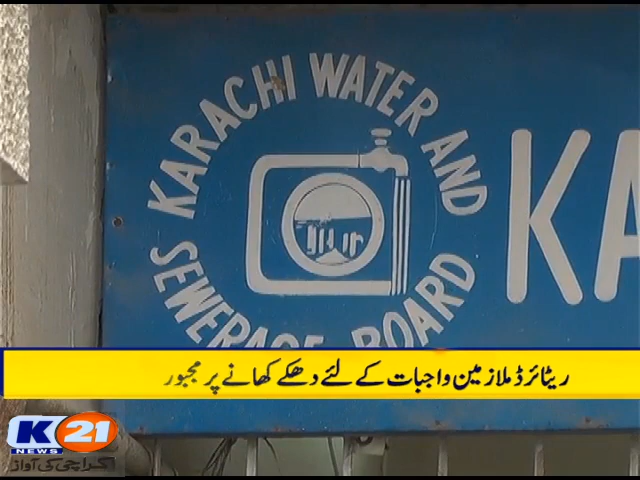 KARACHI WATER AND
SEWERAGE BOARD
KA
ریٹائرڈ ملازمین واجبات کے لئے دھکے کھانے پر مجبور
K21
NEWS
کراچی کی آواز